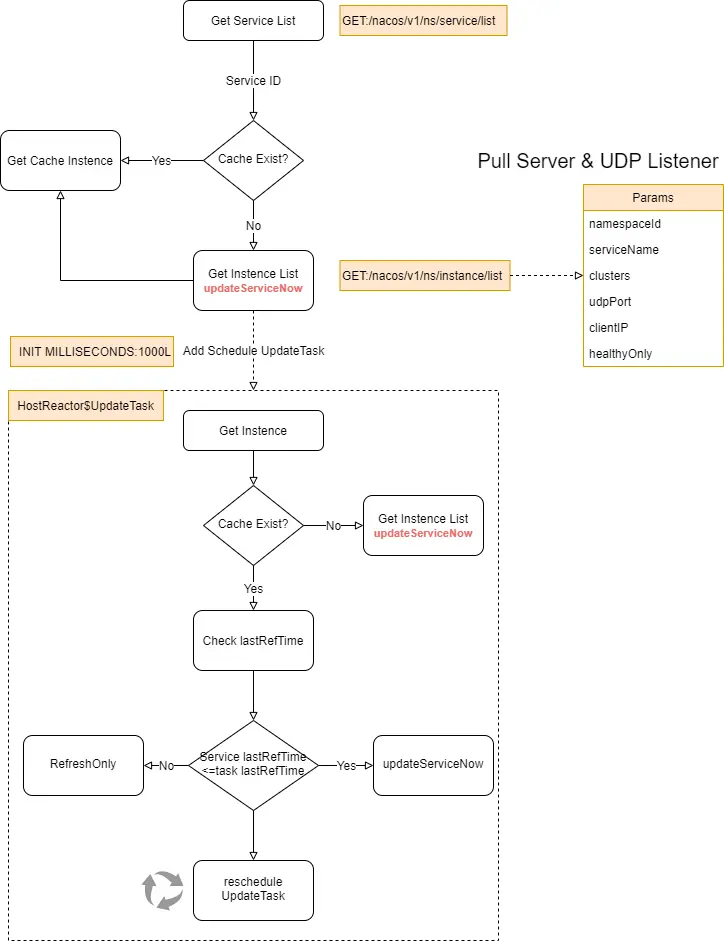 Get Service List
GET:/nacos/v1/ns/service/list
Service ID
Get Cache Instence
Yes
Cache Exist?
Pull Server & UDP Listener
Params
namespaceId
serviceName
clusters
udpPort
clientIP
healthyOnly
No
Get Instence List
updateServiceNow
GET:/nacos/v1/ns/instance/list
INIT MILLISECONDS:1000L
Add Schedule UpdateTask
HostReactor$UpdateTask
Get Instence
Cache Exist?
No
Get Instence List
updateServiceNow
Yes
Check lastRefTime
RefreshOnly
No
Service lastRefTime
<=task lastRefTime
Yes
updateServiceNow
reschedule
UpdateTask